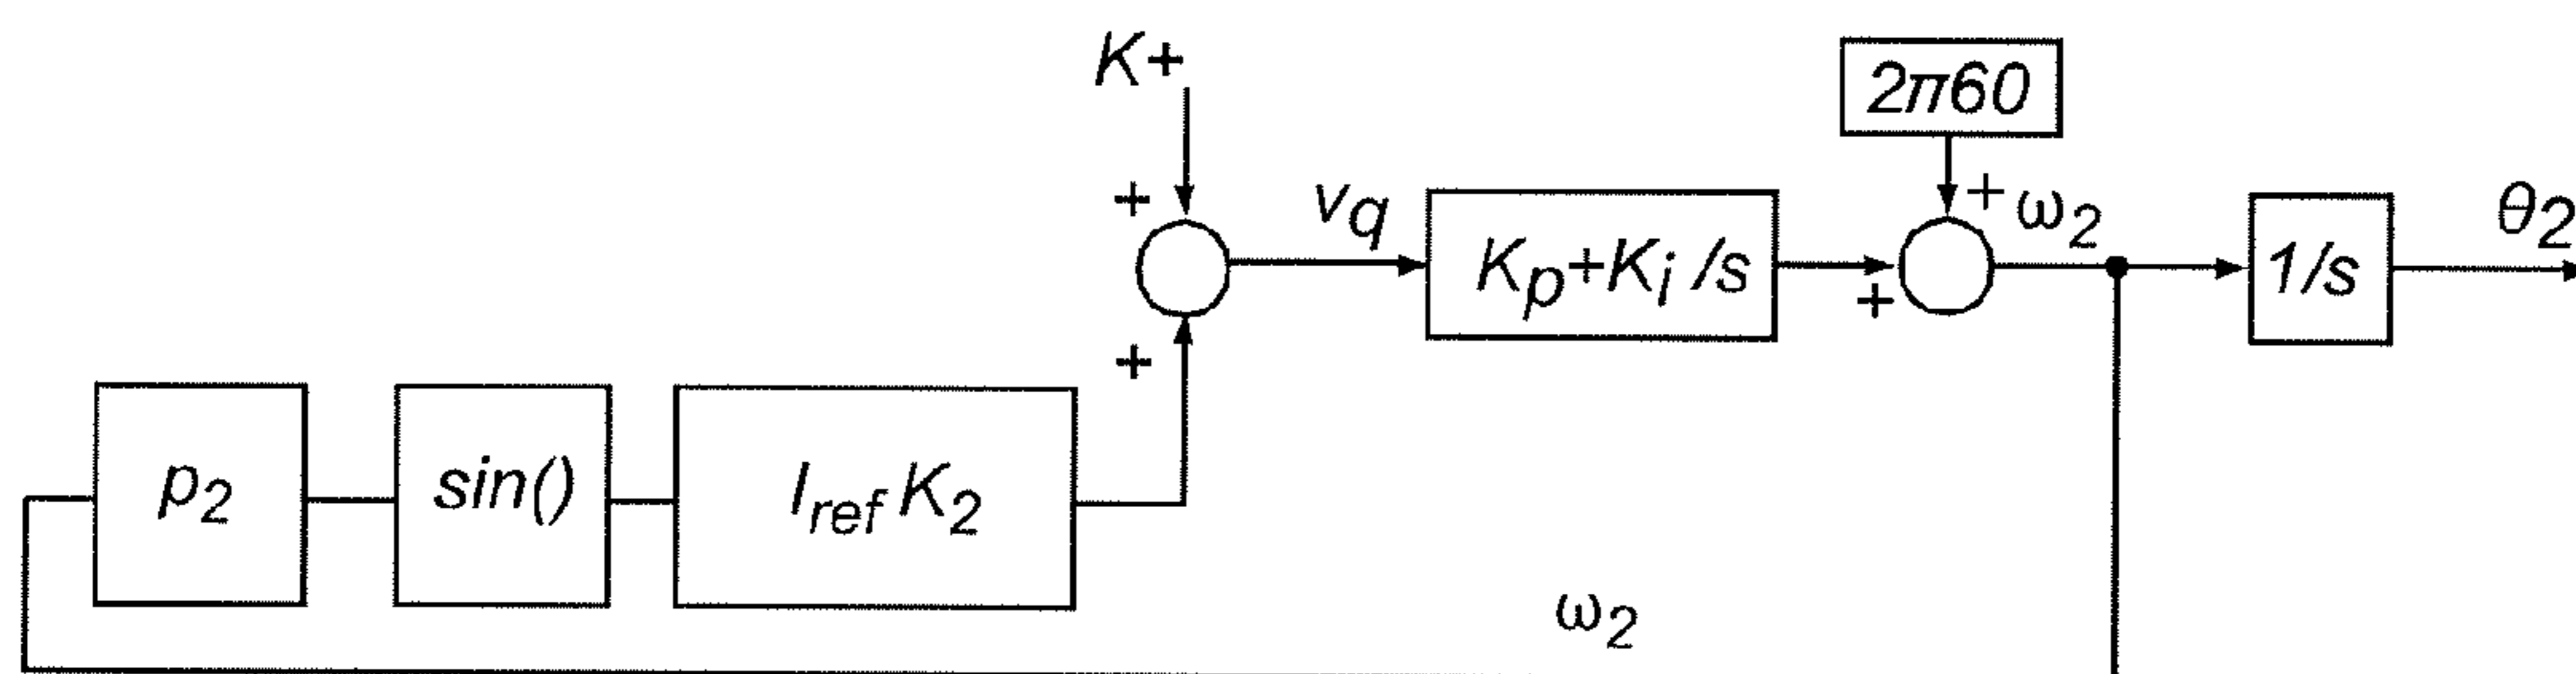 K+
2π60
+
+
ω2
vq
Kp+Ki /s
+
1/s
θ2
+
p2
sin()
Iref K2
ω2